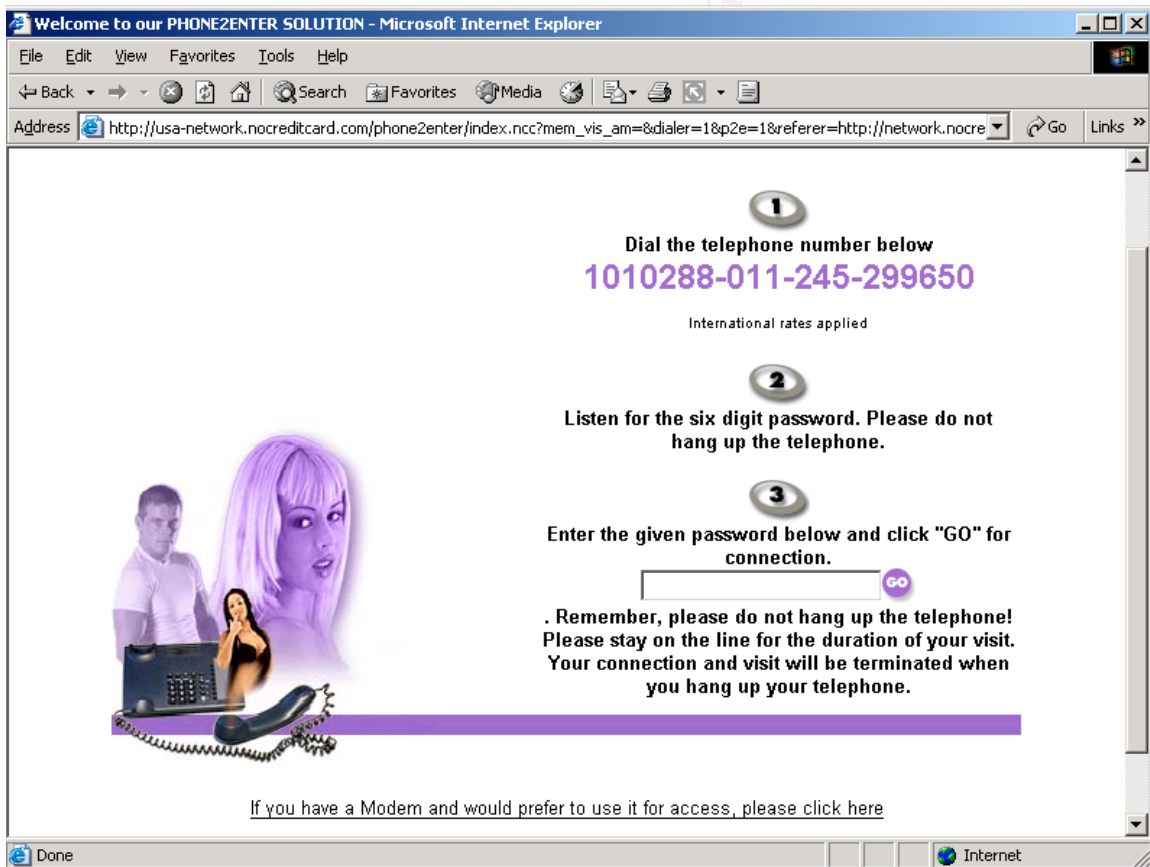 Welcome to our PHONE2ENTER SOLUTION - Microsoft Internet Explorer
File Edit View Favorites Tools Help
Back Search Favorites Media
Address http://usa-network.nocreditcard.com/phone2enter/index.ncc?mem_vis_am=&dialer=1&p2e=1&referer=http://network.nocre Go Links »
1
Dial the telephone number below
1010288-011-245-299650
International rates applied
2
Listen for the six digit password. Please do not
hang up the telephone.
3
Enter the given password below and click "GO" for
connection.
GO
. Remember, please do not hang up the telephone!
Please stay on the line for the duration of your visit.
Your connection and visit will be terminated when
you hang up your telephone.
If you have a Modem and would prefer to use it for access, please click here
Done Internet